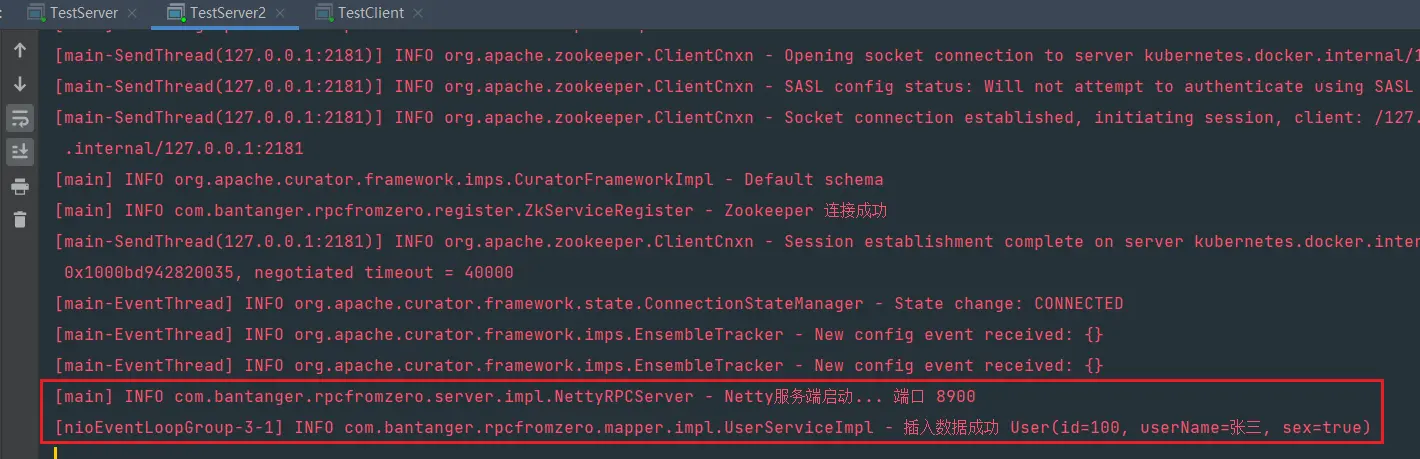 TestServer × TestServer2 × TestClient ×
[main-SendThread(127.0.0.1:2181)] INFO org.apache.zookeeper.ClientCnxn - Opening socket connection to server kubernetes.docker.internal/1
[main-SendThread(127.0.0.1:2181)] INFO org.apache.zookeeper.ClientCnxn - SASL config status: Will not attempt to authenticate using SASL
[main-SendThread(127.0.0.1:2181)] INFO org.apache.zookeeper.ClientCnxn - Socket connection established, initiating session, client: /127.
.internal/127.0.0.1:2181
[main] INFO org.apache.curator.framework.imps.CuratorFrameworkImpl - Default schema
[main] INFO com.bantanger.rpcfromzero.register.ZkServiceRegister - Zookeeper 连接成功
[main-SendThread(127.0.0.1:2181)] INFO org.apache.zookeeper.ClientCnxn - Session establishment complete on server kubernetes.docker.inter
0x1000bd942820035, negotiated timeout = 40000
[main-EventThread] INFO org.apache.curator.framework.state.ConnectionStateManager - State change: CONNECTED
[main-EventThread] INFO org.apache.curator.framework.imps.EnsembleTracker - New config event received: {}
[main-EventThread] INFO org.apache.curator.framework.imps.EnsembleTracker - New config event received: {}
[main] INFO com.bantanger.rpcfromzero.server.impl.NettyRPCServer - Netty服务端启动... 端口 8900
[nioEventLoopGroup-3-1] INFO com.bantanger.rpcfromzero.mapper.impl.UserServiceImpl - 插入数据成功 User(id=100, userName=张三, sex=true)